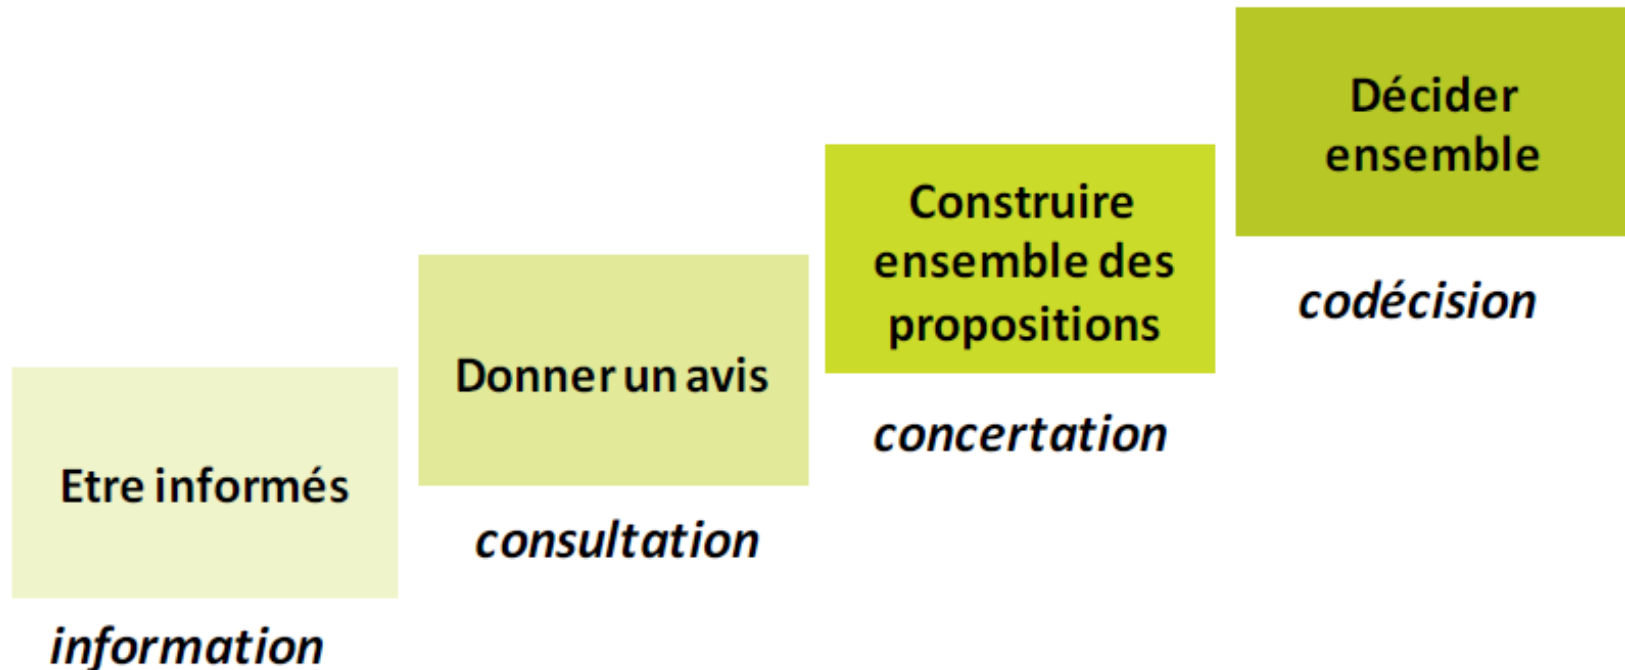 Etre informés
information
Donner un avis
consultation
Construire
ensemble des
propositions
concertation
Décider
ensemble
codécision